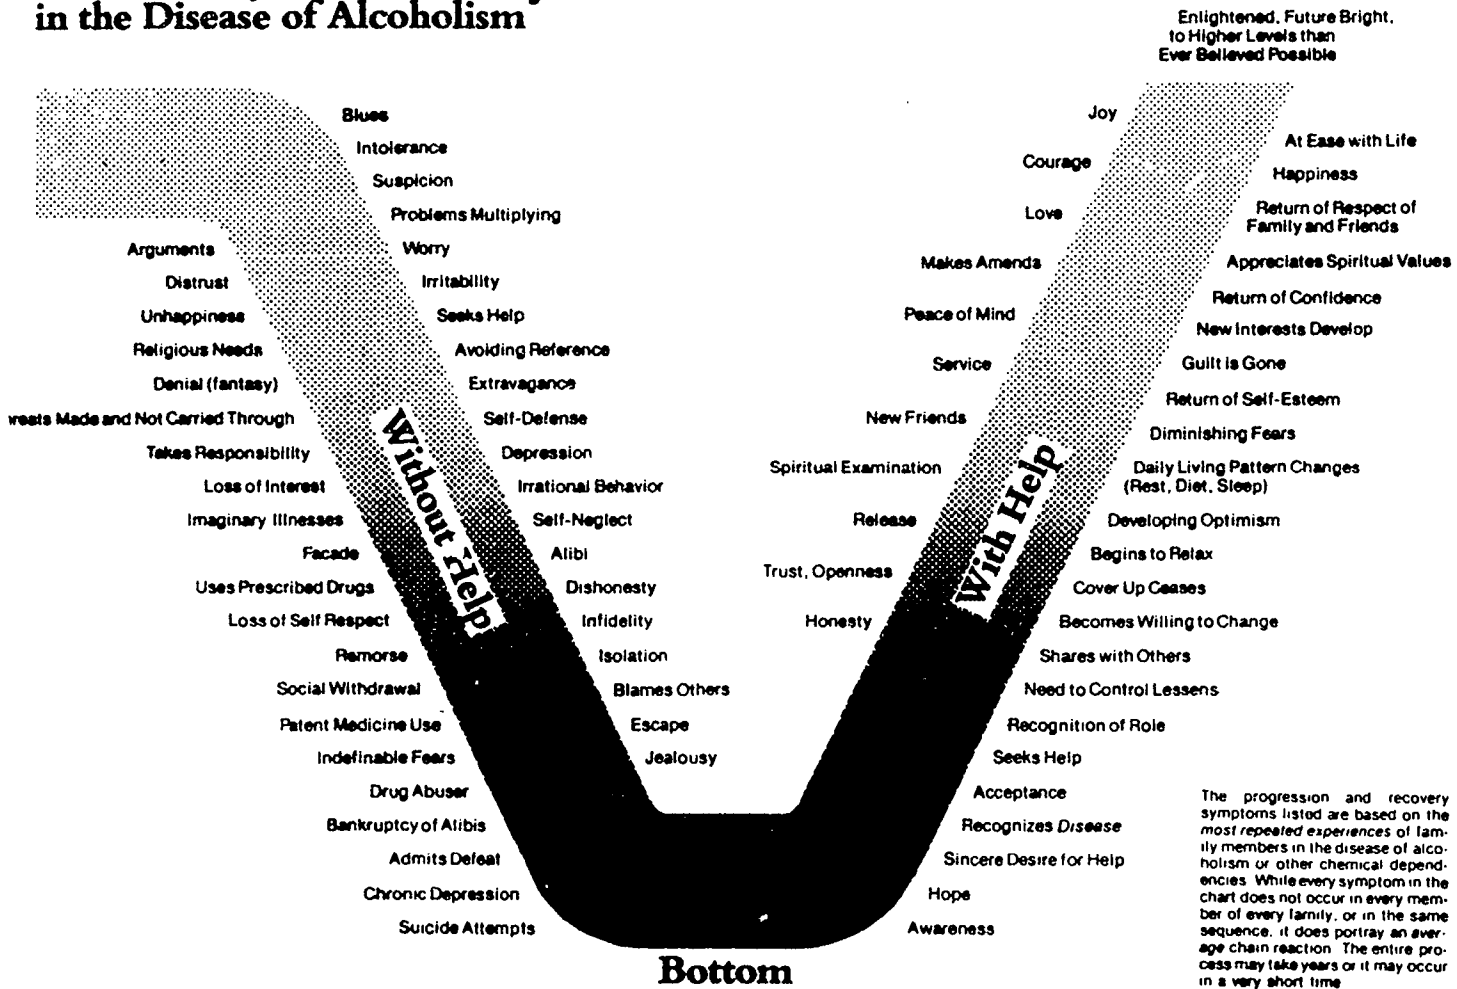 in the Disease of Alcoholism
Enlightened, Future Bright,
to Higher Levels than
Ever Believed Possible
Blues
Intolerance
Suspicion
Problems Multiplying
Worry
Irritability
Seeks Help
Avoiding Reference
Extravagance
Self-Defense
Depression
Irrational Behavior
Self-Neglect
Alibi
Dishonesty
Infidelity
Isolation
Blames Others
Escape
Jealousy
Arguments
Distrust
Unhappiness
Religious Needs
Denial (fantasy)
Made and Not Carried Through
Takes Responsibility
Loss of Interest
Imaginary Illnesses
Facade
Uses Prescribed Drugs
Loss of Self Respect
Remorse
Social Withdrawal
Patent Medicine Use
Indefinable Fears
Drug Abuser
Bankruptcy of Alibis
Admits Defeat
Chronic Depression
Suicide Attempts
Without Help
Bottom
With Help
Joy
Courage
Love
Makes Amends
Peace of Mind
Service
New Friends
Spiritual Examination
Release
Trust, Openness
Honesty
At Ease with Life
Happiness
Return of Respect of
Family and Friends
Appreciates Spiritual Values
Return of Confidence
New Interests Develop
Guilt is Gone
Return of Self-Esteem
Diminishing Fears
Daily Living Pattern Changes
(Rest, Diet, Sleep)
Developing Optimism
Begins to Relax
Cover Up Ceases
Becomes Willing to Change
Shares with Others
Need to Control Lessens
Recognition of Role
Seeks Help
Acceptance
Recognizes Disease
Sincere Desire for Help
Hope
Awareness
The progression and recovery
symptoms listed are based on the
most repeated experiences of fam-
ily members in the disease of alco-
holism or other chemical depend-
encies. While every symptom in the
chart does not occur in every mem-
ber of every family, or in the same
sequence, it does portray an aver-
age chain reaction. The entire pro-
cess may take years or it may occur
in a very short time